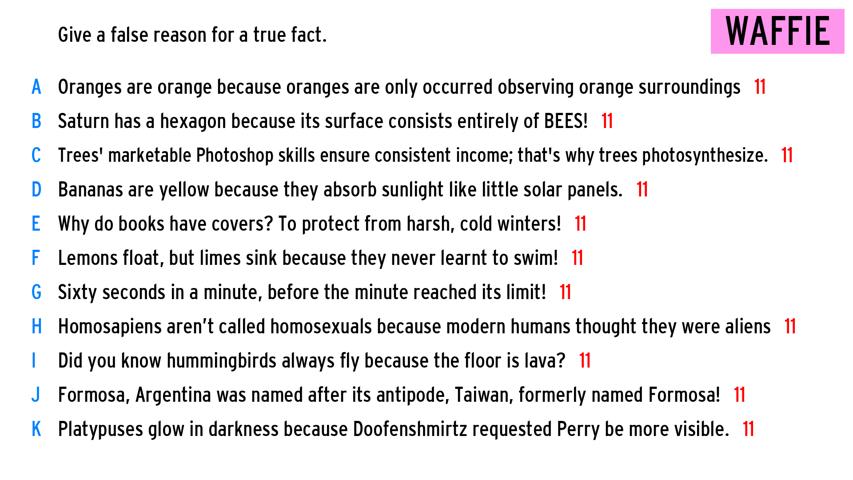 Give a false reason for a true fact.
WAFFIE
A Oranges are orange because oranges are only occurred observing orange surroundings 11
B Saturn has a hexagon because its surface consists entirely of BEES! 11
C Trees' marketable Photoshop skills ensure consistent income; that's why trees photosynthesize. 11
D Bananas are yellow because they absorb sunlight like little solar panels. 11
E Why do books have covers? To protect from harsh, cold winters! 11
F Lemons float, but limes sink because they never learnt to swim! 11
G Sixty seconds in a minute, before the minute reached its limit! 11
H Homosapiens aren’t called homosexuals because modern humans thought they were aliens 11
I Did you know hummingbirds always fly because the floor is lava? 11
J Formosa, Argentina was named after its antipode, Taiwan, formerly named Formosa! 11
K Platypuses glow in darkness because Doofenshmirtz requested Perry be more visible. 11